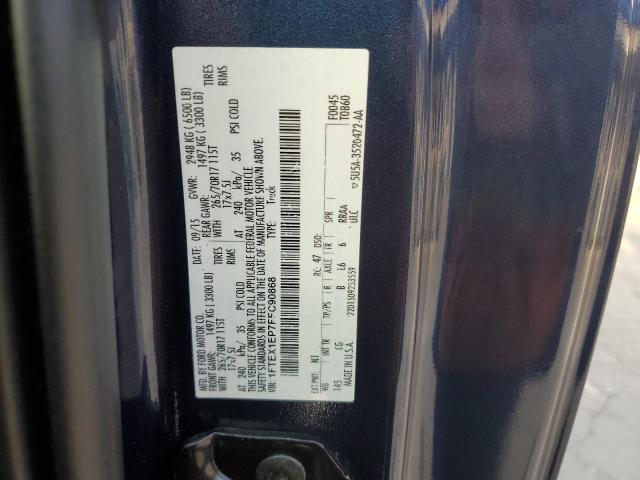 MFD. BY FORD MOTOR CO.
DATE: 09/15 GVWR: 2948 KG ( 6500 LB)
FRONT GAWR: 1497 KG ( 3300 LB) REAR GAWR: 1497 KG ( 3300 LB)
265/70R17 115T TIRES WITH 265/70R17 115T TIRES
17x7.5J RIMS 17x7.5J RIMS
AT 240 kPa/ 35 PSI COLD AT 240 kPa/ 35 PSI COLD
THIS VEHICLE CONFORMS TO ALL APPLICABLE FEDERAL MOTOR VEHICLE
SAFETY STANDARDS IN EFFECT ON THE DATE OF MANUFACTURE SHOWN ABOVE.
VIN: 1FTEX1EP7FFC90868 TYPE: Truck
EXT PNT: N1 RC: 47 DSO: F0045
T0860
WB INT TR TP/PS R AXLE TR SPR
145 CG B L6 6 RRAA
2201509253559 ULC
5U5A-3520472-AA